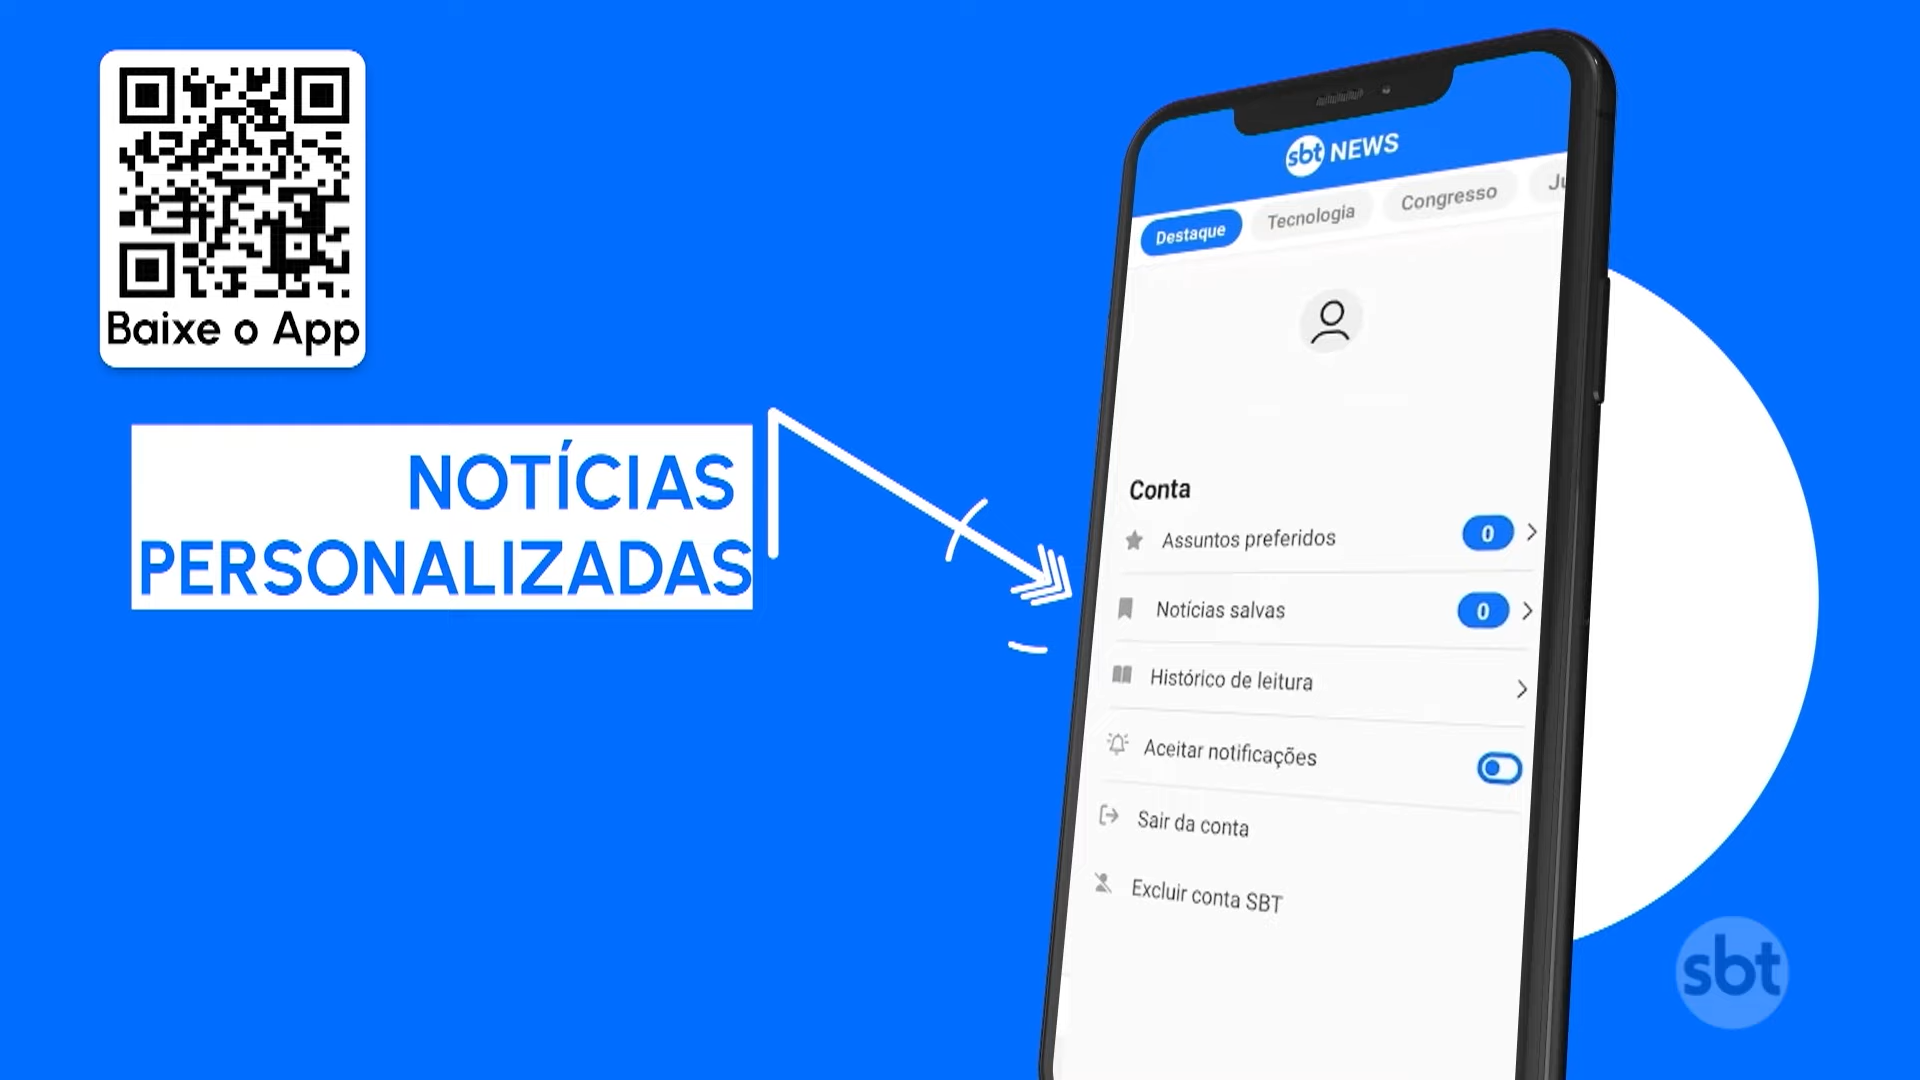 Baixe o App
NOTÍCIAS
PERSONALIZADAS
sbt NEWS
Destaque
Tecnologia
Congresso
Ju
Conta
Assuntos preferidos
0
Notícias salvas
0
Histórico de leitura
Aceitar notificações
Sair da conta
Excluir conta SBT
sbt